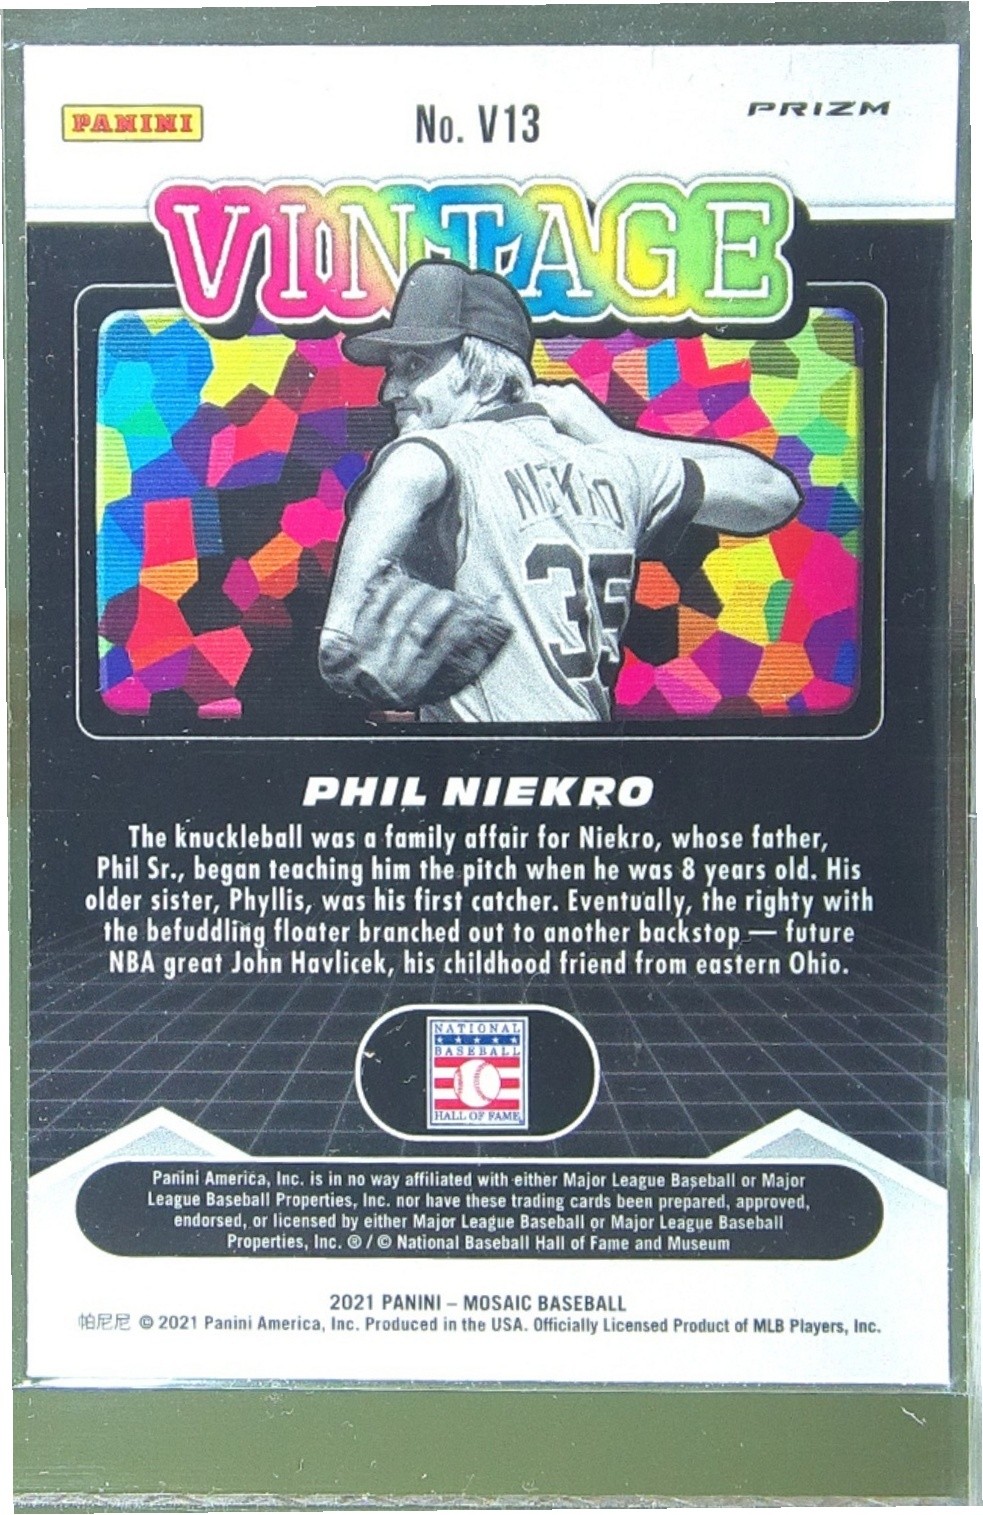 PANINI
No. V13
PRIZM
VINTAGE
NIEKRO
35
PHIL NIEKRO
The knuckleball was a family affair for Niekro, whose father,
Phil Sr., began teaching him the pitch when he was 8 years old. His
older sister, Phyllis, was his first catcher. Eventually, the righty with
the befuddling floater branched out to another backstop — future
NBA great John Havlicek, his childhood friend from eastern Ohio.
NATIONAL
BASEBALL
HALL OF FAME
Panini America, Inc. is in no way affiliated with either Major League Baseball or Major
League Baseball Properties, Inc. nor have these trading cards been prepared, approved,
endorsed, or licensed by either Major League Baseball or Major League Baseball
Properties, Inc. ® / © National Baseball Hall of Fame and Museum
2021 PANINI – MOSAIC BASEBALL
帕尼尼 © 2021 Panini America, Inc. Produced in the USA. Officially Licensed Product of MLB Players, Inc.